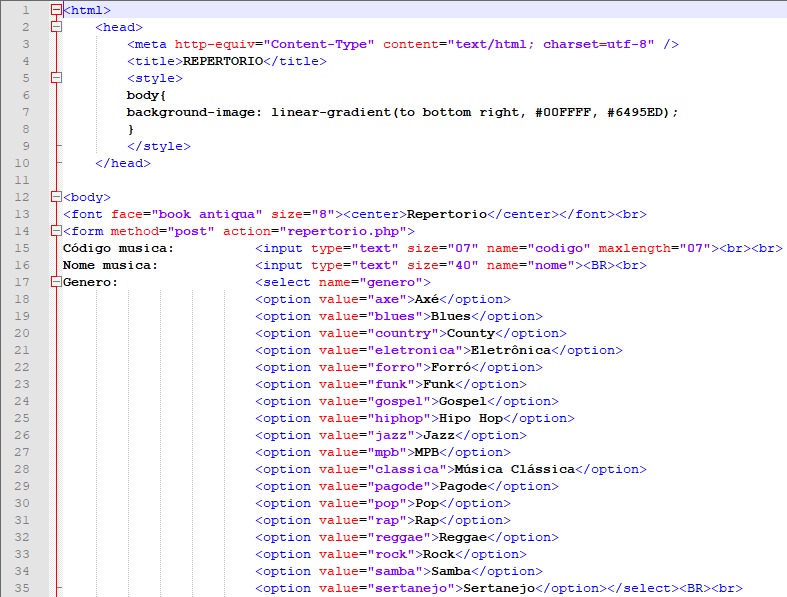 1 <html>
2 <head>
3 <meta http-equiv="Content-Type" content="text/html; charset=utf-8" />
4 <title>REPERTORIO</title>
5 <style>
6 body{
7 background-image: linear-gradient(to bottom right, #00FFFF, #6495ED);
8 }
9 </style>
10 </head>
11
12 <body>
13 <font face="book antiqua" size="8"><center>Repertorio</center></font><br>
14 <form method="post" action="repertorio.php">
15 Código musica: <input type="text" size="07" name="codigo" maxlength="07"><br><br>
16 Nome musica: <input type="text" size="40" name="nome"><BR><br>
17 Genero: <select name="genero">
18 <option value="axe">Axé</option>
19 <option value="blues">Blues</option>
20 <option value="country">County</option>
21 <option value="eletronica">Eletrônica</option>
22 <option value="forro">Forró</option>
23 <option value="funk">Funk</option>
24 <option value="gospel">Gospel</option>
25 <option value="hiphop">Hipo Hop</option>
26 <option value="jazz">Jazz</option>
27 <option value="mpb">MPB</option>
28 <option value="classica">Música Clássica</option>
29 <option value="pagode">Pagode</option>
30 <option value="pop">Pop</option>
31 <option value="rap">Rap</option>
32 <option value="reggae">Reggae</option>
33 <option value="rock">Rock</option>
34 <option value="samba">Samba</option>
35 <option value="sertanejo">Sertanejo</option></select><BR><br>